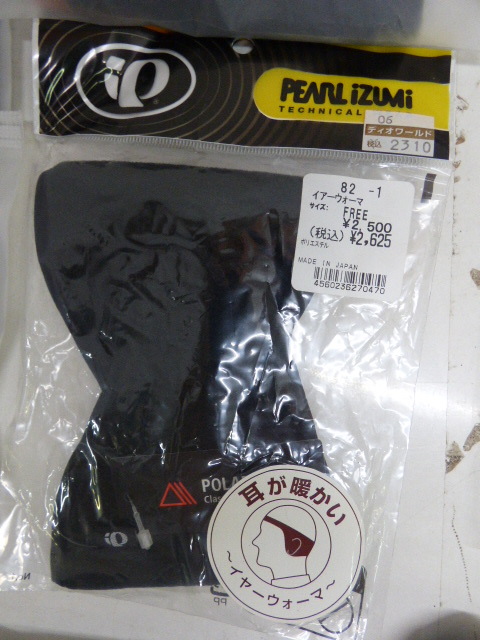 PEARL iZUMi
TECHNICAL
06
ディオワールド
税込 2310
82 -1
イアーウォーマ
サイズ: FREE
¥2,500
(税込) ¥2,625
ポリエステル
MADE IN JAPAN
4560236270470
POLA
Clas
耳が暖かい
〜イヤーウォーマ〜
PP